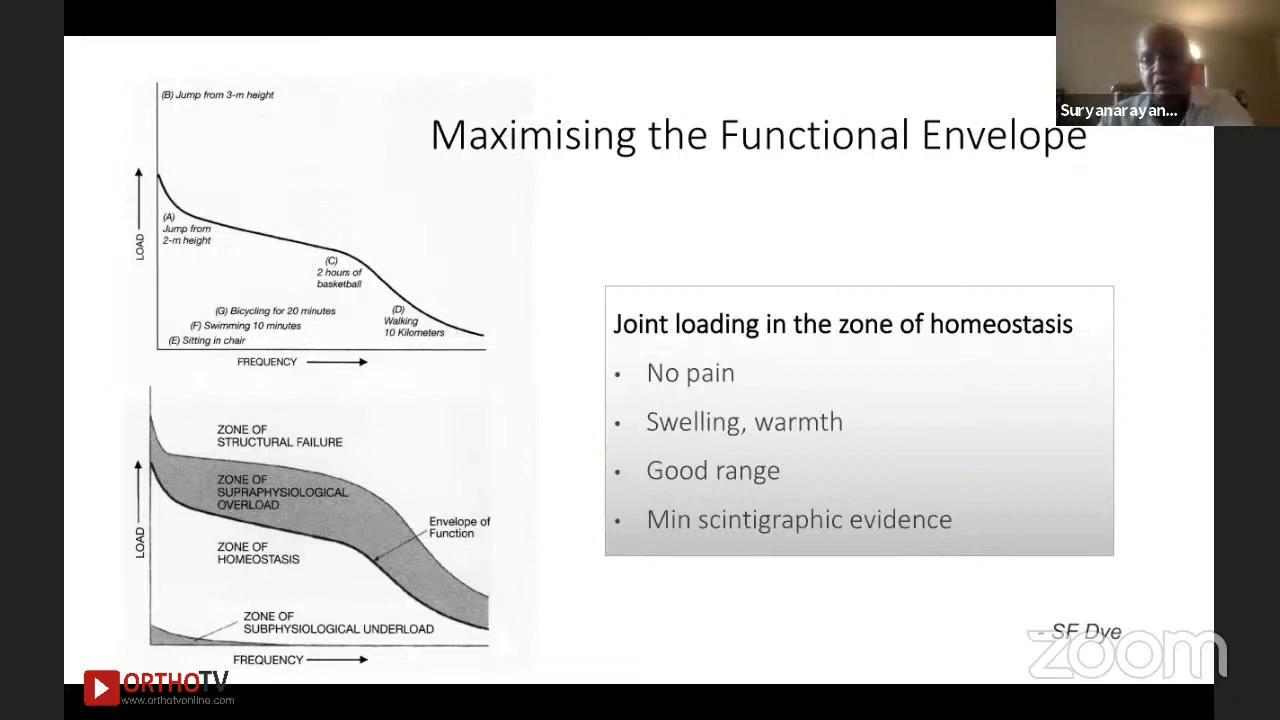 (B) Jump from 3-m height
Suryanarayan...
Maximising the Functional Envelope
LOAD
(A)
Jump from
2-m height
(C)
2 hours of
basketball
(G) Bicycling for 20 minutes
(F) Swimming 10 minutes
(E) Sitting in chair
(D)
Walking
10 Kilometers
FREQUENCY
Joint loading in the zone of homeostasis
• No pain
• Swelling, warmth
• Good range
• Min scintigraphic evidence
ZONE OF
STRUCTURAL FAILURE
ZONE OF
SUPRAPHYSIOLOGICAL
OVERLOAD
Envelope of
Function
LOAD
ZONE OF
HOMEOSTASIS
ZONE OF
SUBPHYSIOLOGICAL UNDERLOAD
FREQUENCY
- SF Dye
zoom
ORTHOTV
www.orthotvonline.com